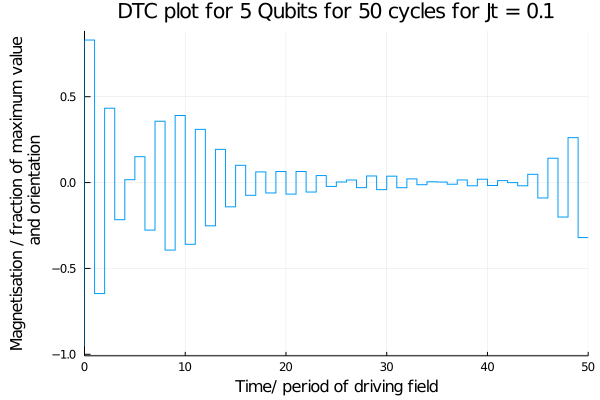 DTC plot for 5 Qubits for 50 cycles for Jt = 0.1
Magnetisation / fraction of maximum value
and orientation
0.5
0.0
−0.5
−1.0
0 10 20 30 40 50
Time/ period of driving field